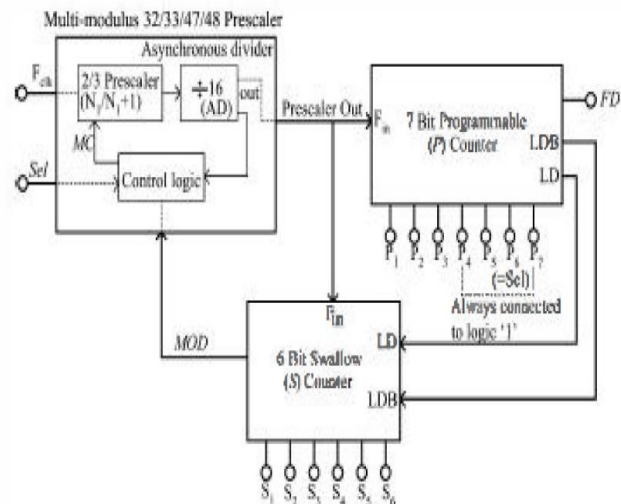 Multi-modulus 32/33/47/48 Prescaler
Asynchronous divider
F_clk
2/3 Prescaler
(N₁/N₁+1)
÷16
(AD)
out
MC
Sel
Control logic
Prescaler Out
F_in
7 Bit Programmable
(P) Counter
FD
LDB
LD
P₁ P₂ P₃ P₄ P₅ P₆ P₇
(=Sel)
Always connected
to logic ‘1’
MOD
F_in
6 Bit Swallow
(S) Counter
LD
LDB
S₁ S₂ S₃ S₄ S₅ S₆